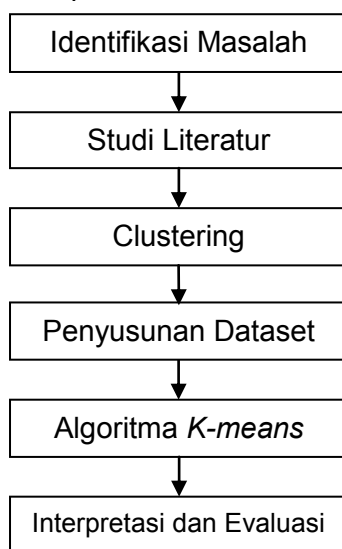 Identifikasi Masalah
Studi Literatur
Clustering
Penyusunan Dataset
Algoritma K-means
Interpretasi dan Evaluasi